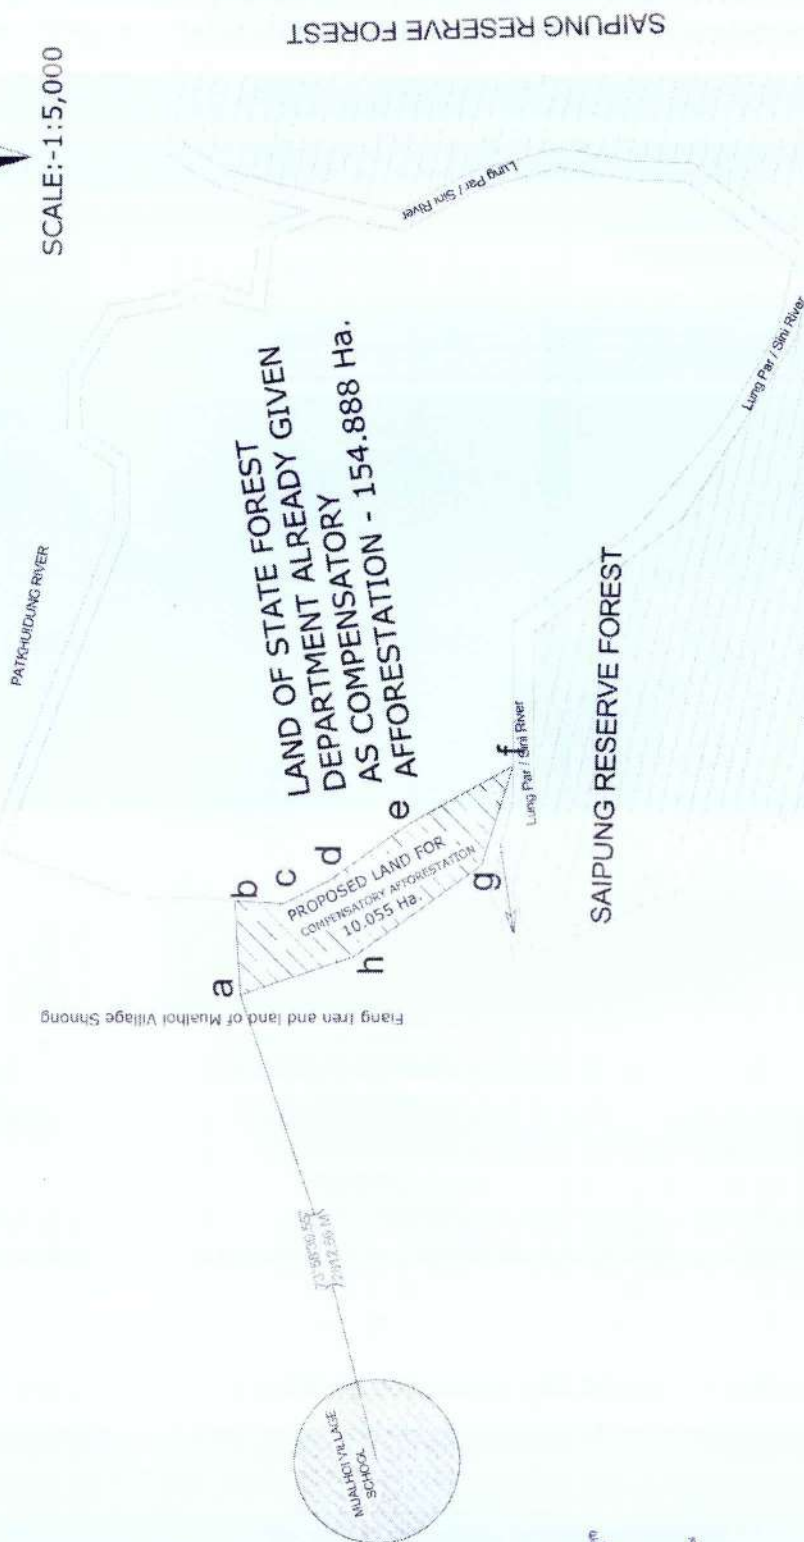 SCALE:-1:5,000
SAIPUNG RESERVE FOREST
PATKHUIDUNG RIVER
Lung Par / Sini River
LAND OF STATE FOREST
DEPARTMENT ALREADY GIVEN
AS COMPENSATORY
AFFORESTATION - 154.888 Ha.
Lung Par / Sini River
a
b
c
d
e
f
g
h
PROPOSED LAND FOR
COMPENSATORY AFFORESTATION
10.055 Ha.
Lung Par / Sini River
SAIPUNG RESERVE FOREST
Fiang Iren and land of Mualhoi Village Shnong
MUALHOI VILLAGE
SCHOOL